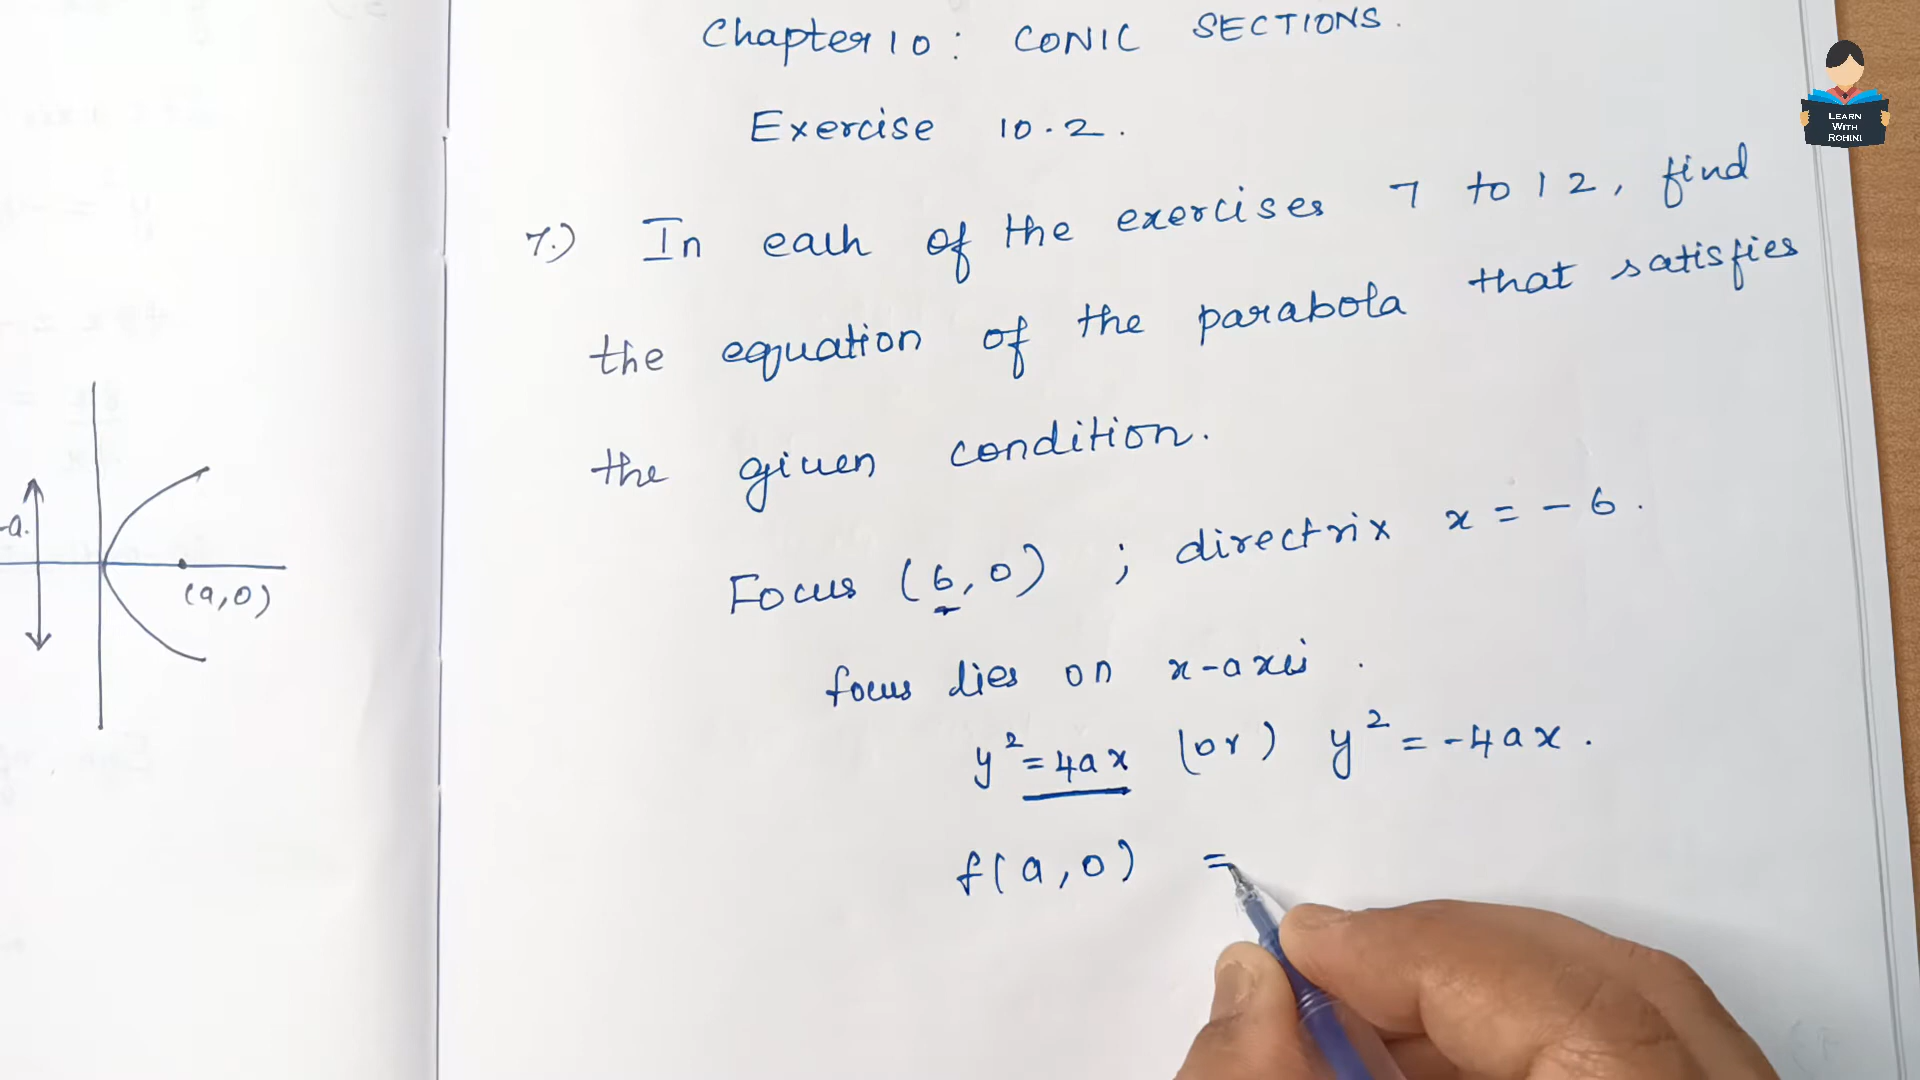 Chapter 10 : CONIC SECTIONS.
Exercise 10.2.
7.) In each of the exercises 7 to 12, find
the equation of the parabola that satisfies
the given condition.
Focus (6,0) ; directrix x = -6.
focus lies on x-axis.
y² = 4ax (or) y² = -4ax.
f(a,0) =
-a.
(a,0)
LEARN
WITH
ROHINI